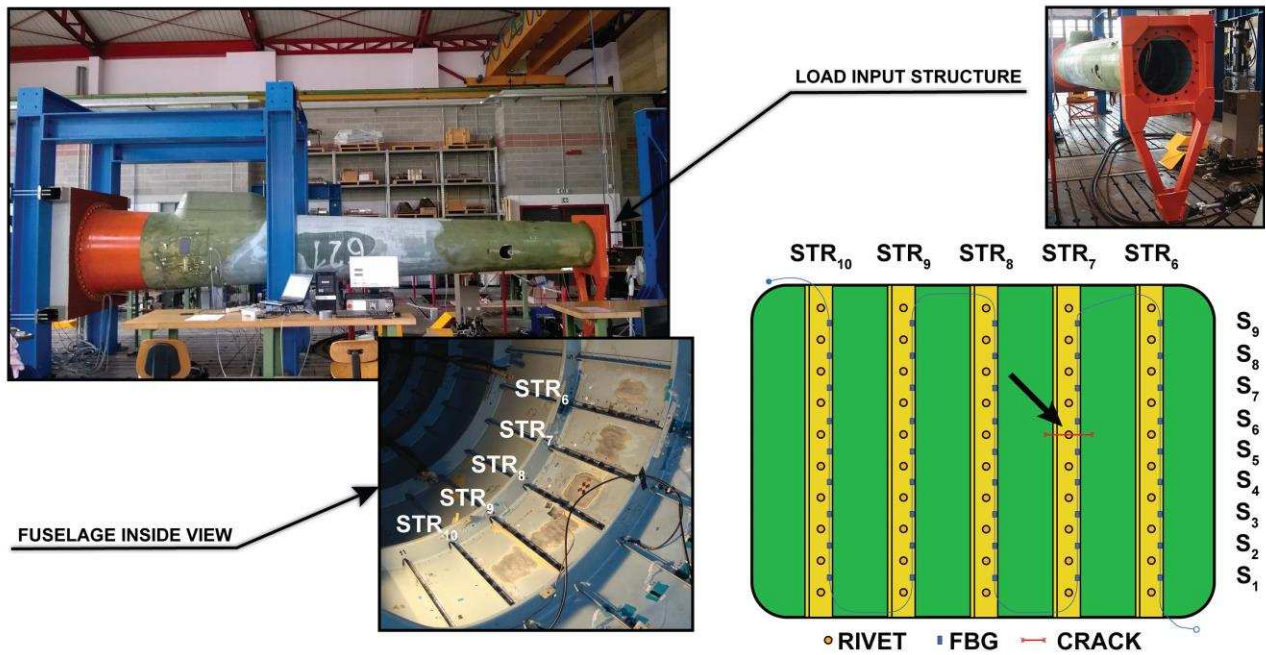 LOAD INPUT STRUCTURE
627
STR6
STR7
STR8
STR9
STR10
FUSELAGE INSIDE VIEW
STR10 STR9 STR8 STR7 STR6
S9
S8
S7
S6
S5
S4
S3
S2
S1
RIVET FBG CRACK